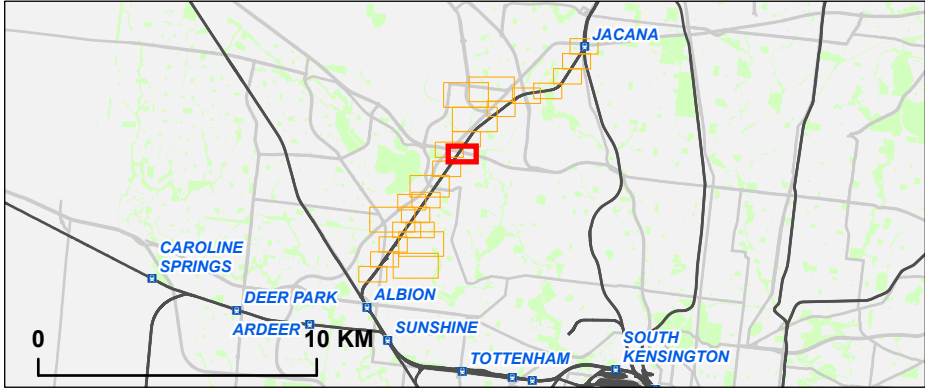 JACANA
CAROLINE
SPRINGS
DEER PARK
ALBION
ARDEER
SUNSHINE
0
10 KM
SOUTH
KENSINGTON
TOTTENHAM